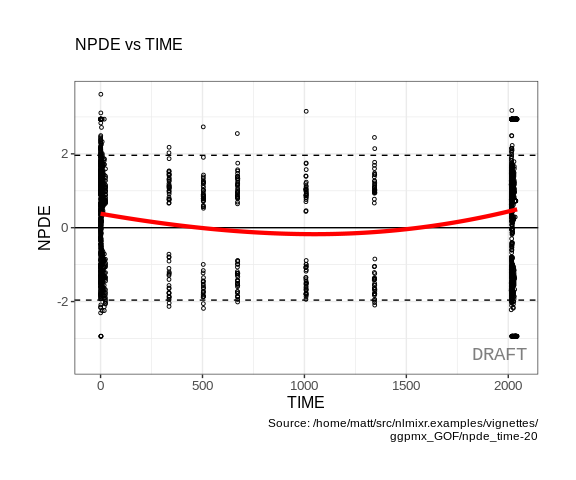 NPDE vs TIME
NPDE
2
0
-2
DRAFT
0 500 1000 1500 2000
TIME
Source: /home/matt/src/nlmixr.examples/vignettes/
ggpmx_GOF/npde_time-20